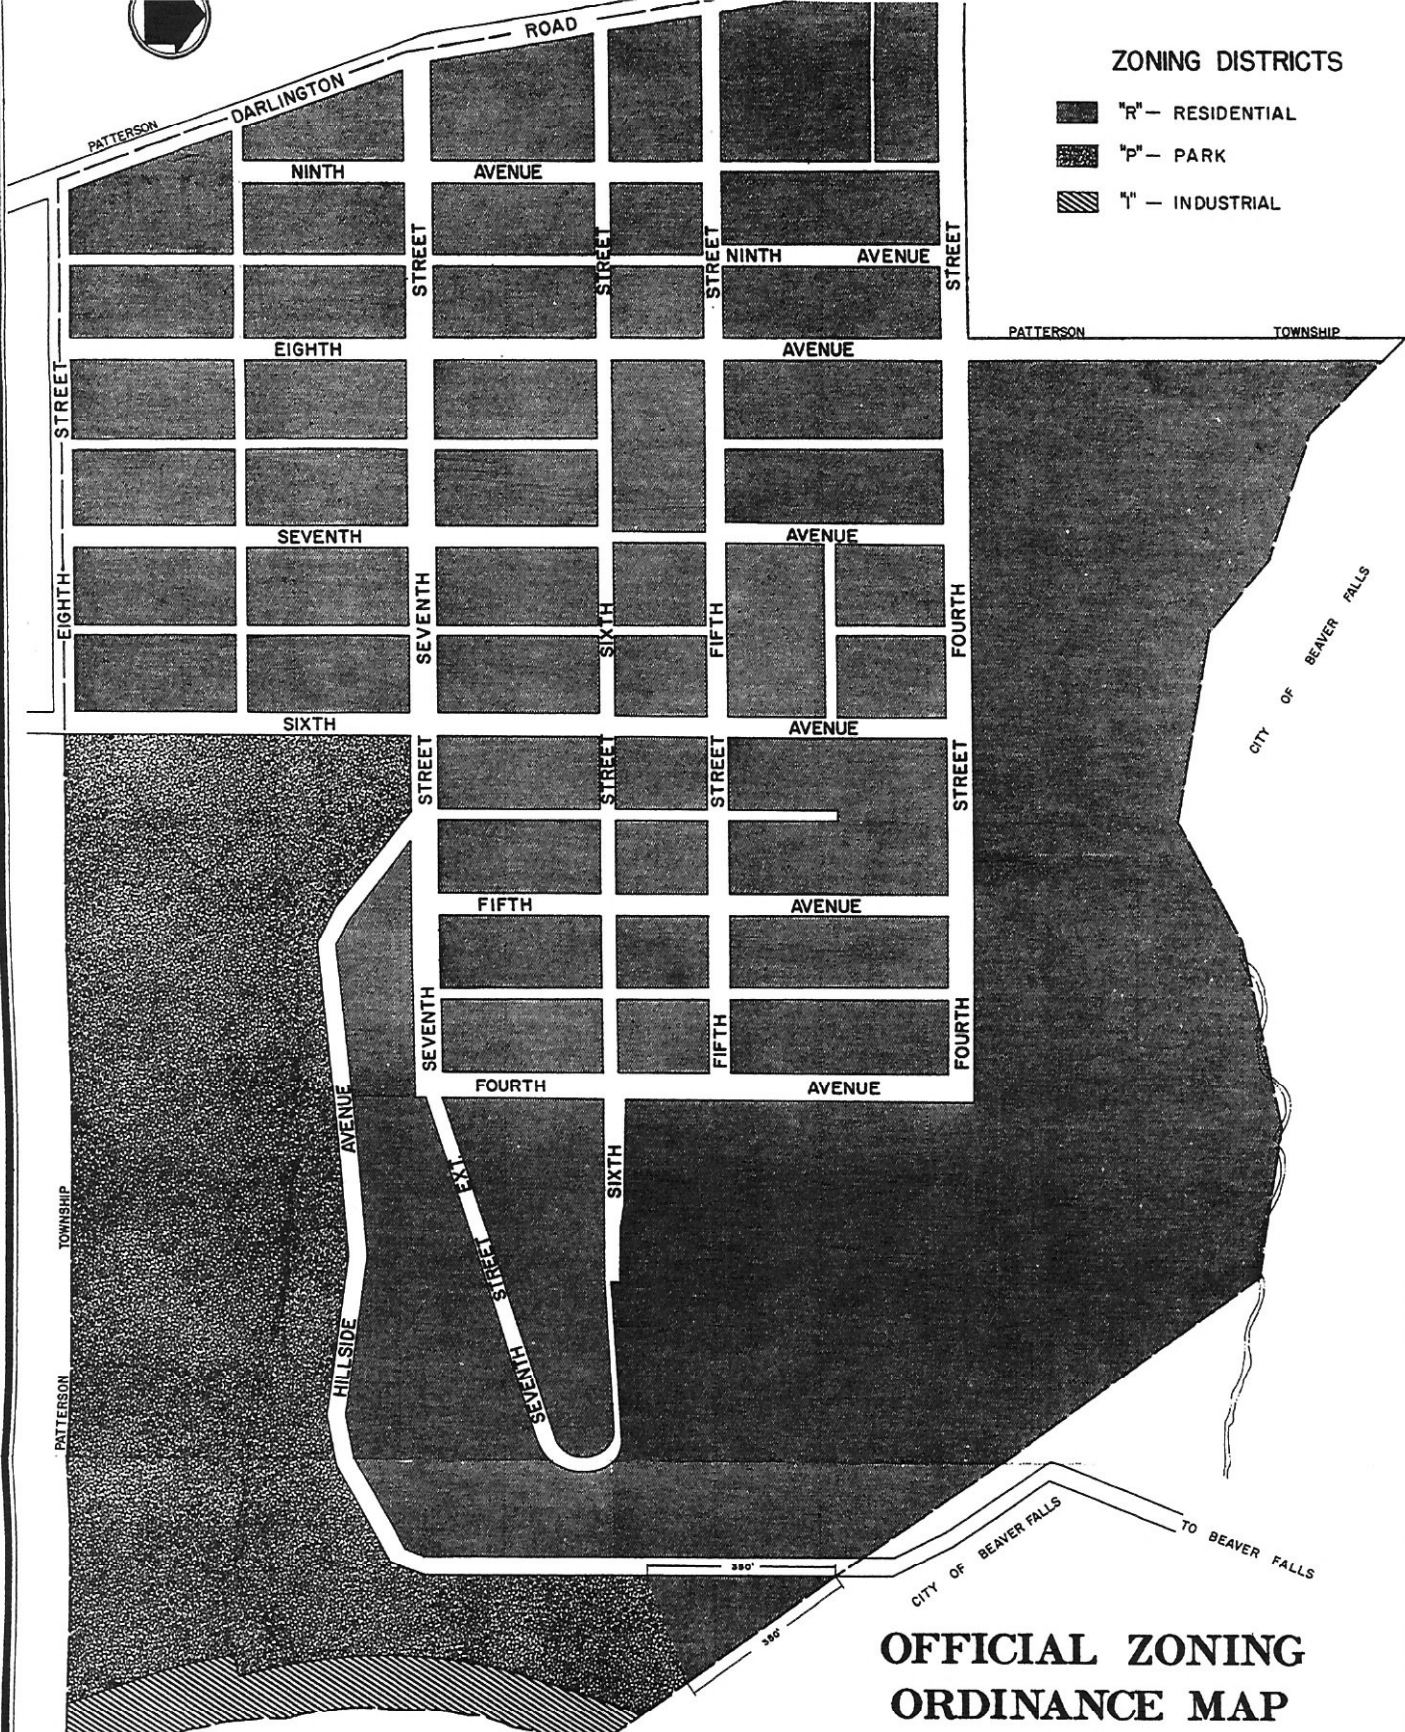 ROAD
DARLINGTON
PATTERSON
ZONING DISTRICTS
"R" — RESIDENTIAL
"P" — PARK
"I" — INDUSTRIAL
NINTH AVENUE
STREET
STREET
STREET
STREET
NINTH AVENUE
PATTERSON TOWNSHIP
EIGHTH AVENUE
STREET
SEVENTH AVENUE
EIGHTH
SEVENTH
SIXTH
FIFTH
FOURTH
CITY OF BEAVER FALLS
SIXTH AVENUE
STREET
STREET
STREET
STREET
FIFTH AVENUE
SEVENTH
FIFTH
FOURTH
FOURTH AVENUE
HILLSIDE AVENUE
SEVENTH STREET EXT.
SIXTH
PATTERSON TOWNSHIP
350'
350'
CITY OF BEAVER FALLS
TO BEAVER FALLS
OFFICIAL ZONING
ORDINANCE MAP